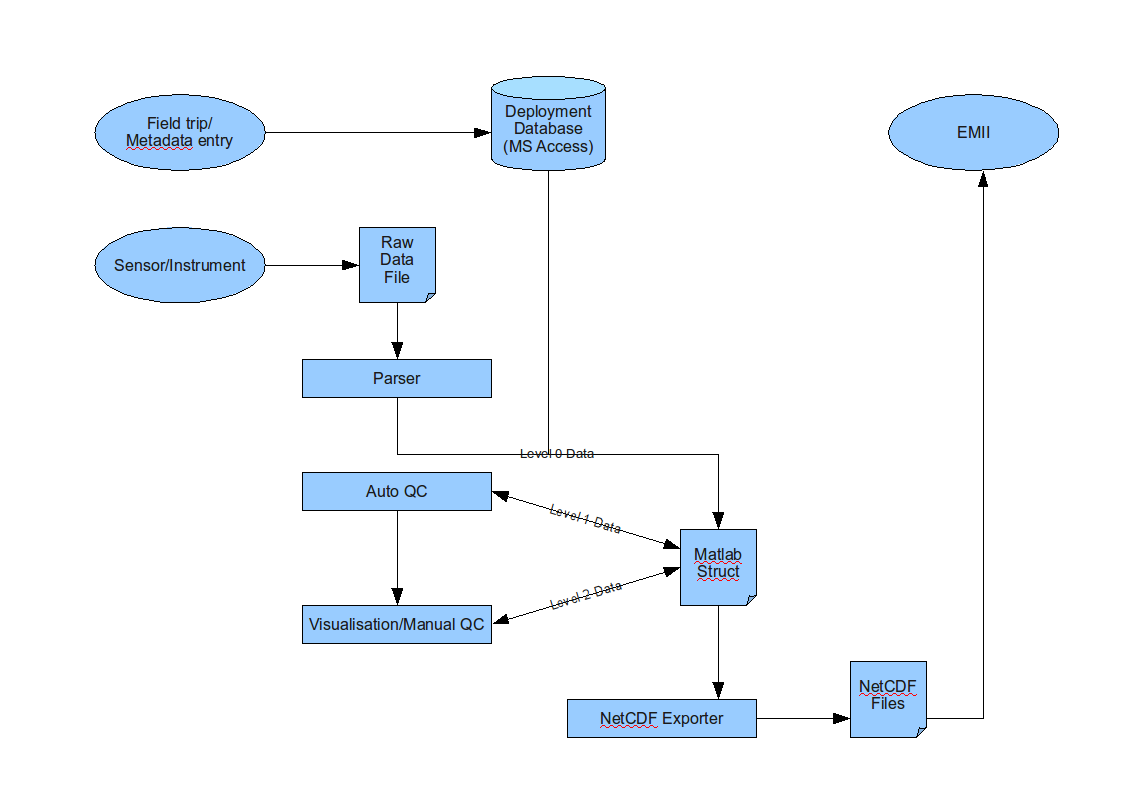 Field trip/
Metadata entry
Deployment
Database
(MS Access)
EMII
Sensor/Instrument
Raw
Data
File
Parser
Level 0 Data
Auto QC
Level 1 Data
Matlab
Struct
Level 2 Data
Visualisation/Manual QC
NetCDF
Files
NetCDF Exporter